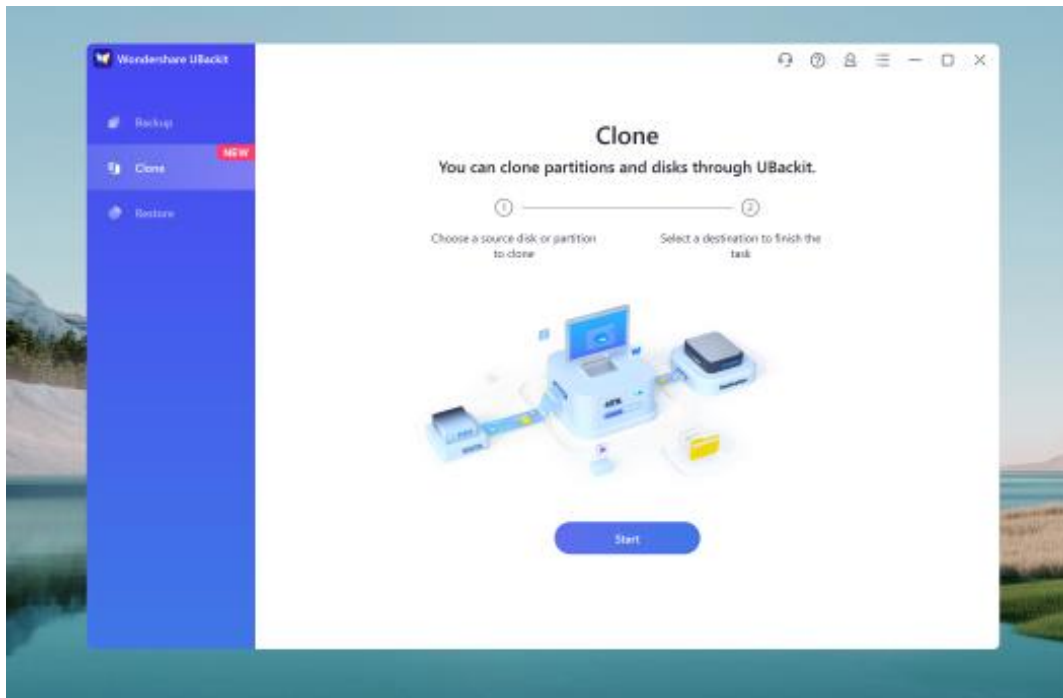 Wondershare UBackit
Backup
NEW
Clone
Restore
Clone
You can clone partitions and disks through UBackit.
1
2
Choose a source disk or partition
to clone
Select a destination to finish the
task
Start